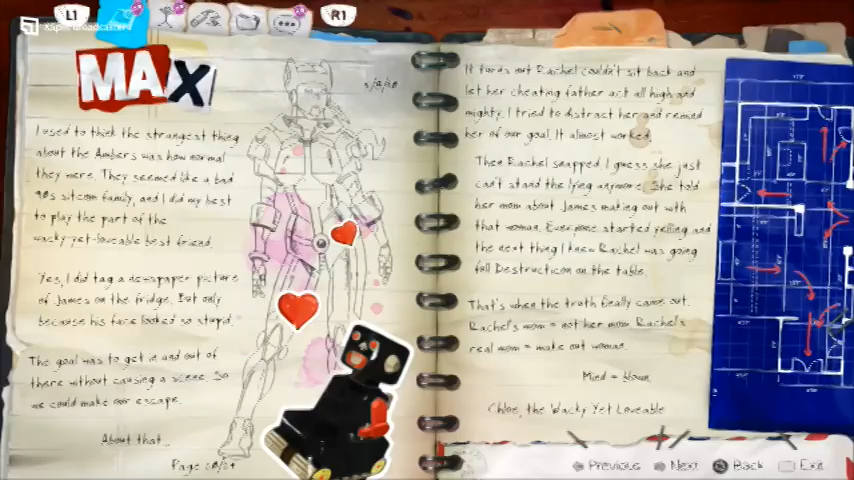 L1
R1
MAX
I used to think the strangest thing
about the Ambers was how normal
they were. They seemed like a bad
90s sitcom family, and I did my best
to play the part of the
wacky-yet-loveable best friend.
Yes, I did tag a newspaper picture
of James on the fridge. But only
because his face looked so stupid.
The goal was to get in and out of
there without causing a scene. So
we could make our escape.
About that...
Page
It turns out Rachel couldn't sit back and
let her cheating father act all high and
mighty. I tried to distract her and remind
her of our goal. It almost worked.
Then Rachel snapped. I guess she just
can't stand the lying anymore. She told
her mom about James making out with
that woman. Everyone started yelling and
the next thing I knew Rachel was going
full Destruction on the table.
That's when the truth really came out.
Rachel's mom = not her mom. Rachel's
real mom = make out woman.
Mind = blown.
Chloe, the Wacky Yet Loveable
Previous
Next
Back
Exit